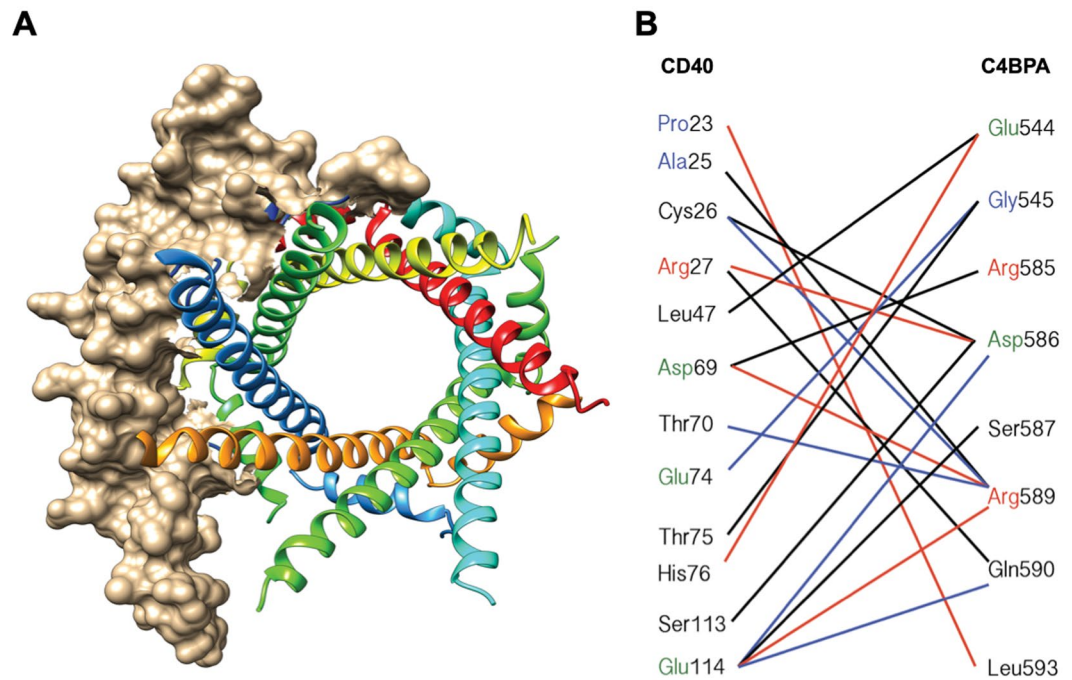 A
B
CD40
C4BPA
Pro23
Ala25
Cys26
Arg27
Leu47
Asp69
Thr70
Glu74
Thr75
His76
Ser113
Glu114
Glu544
Gly545
Arg585
Asp586
Ser587
Arg589
Gln590
Leu593